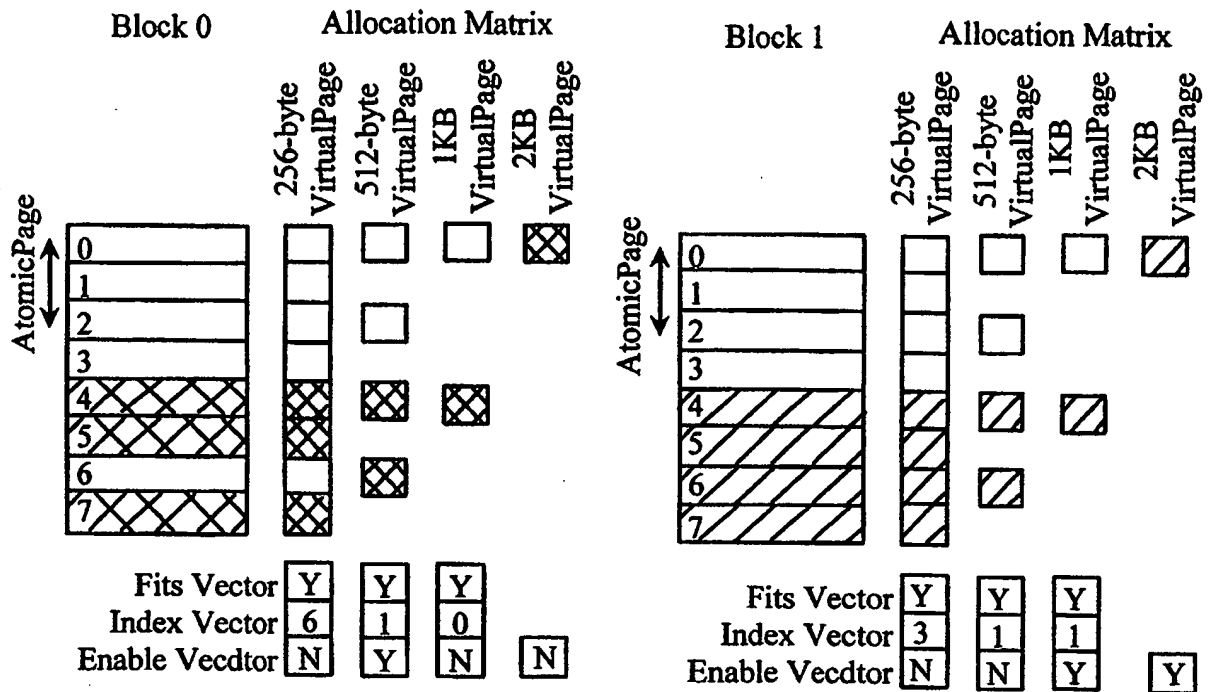 Block 0
Allocation Matrix
256-byte
VirtualPage
512-byte
VirtualPage
1KB
VirtualPage
2KB
VirtualPage
AtomicPage
0
1
2
3
4
5
6
7
Fits Vector Y Y Y
Index Vector 6 1 0
Enable Vecdtor N Y N N
Block 1
Allocation Matrix
256-byte
VirtualPage
512-byte
VirtualPage
1KB
VirtualPage
2KB
VirtualPage
AtomicPage
0
1
2
3
4
5
6
7
Fits Vector Y Y Y
Index Vector 3 1 1
Enable Vecdtor N N Y Y